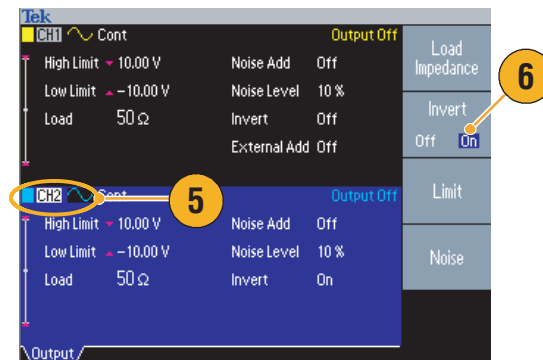 Tek
CH1 Cont Output Off
High Limit 10.00 V Noise Add Off
Low Limit –10.00 V Noise Level 10 %
Load 50 Ω Invert Off
External Add Off
CH2 Cont Output Off
High Limit 10.00 V Noise Add Off
Low Limit –10.00 V Noise Level 10 %
Load 50 Ω Invert On
Output
Load
Impedance
Invert
Off On
Limit
Noise
5
6